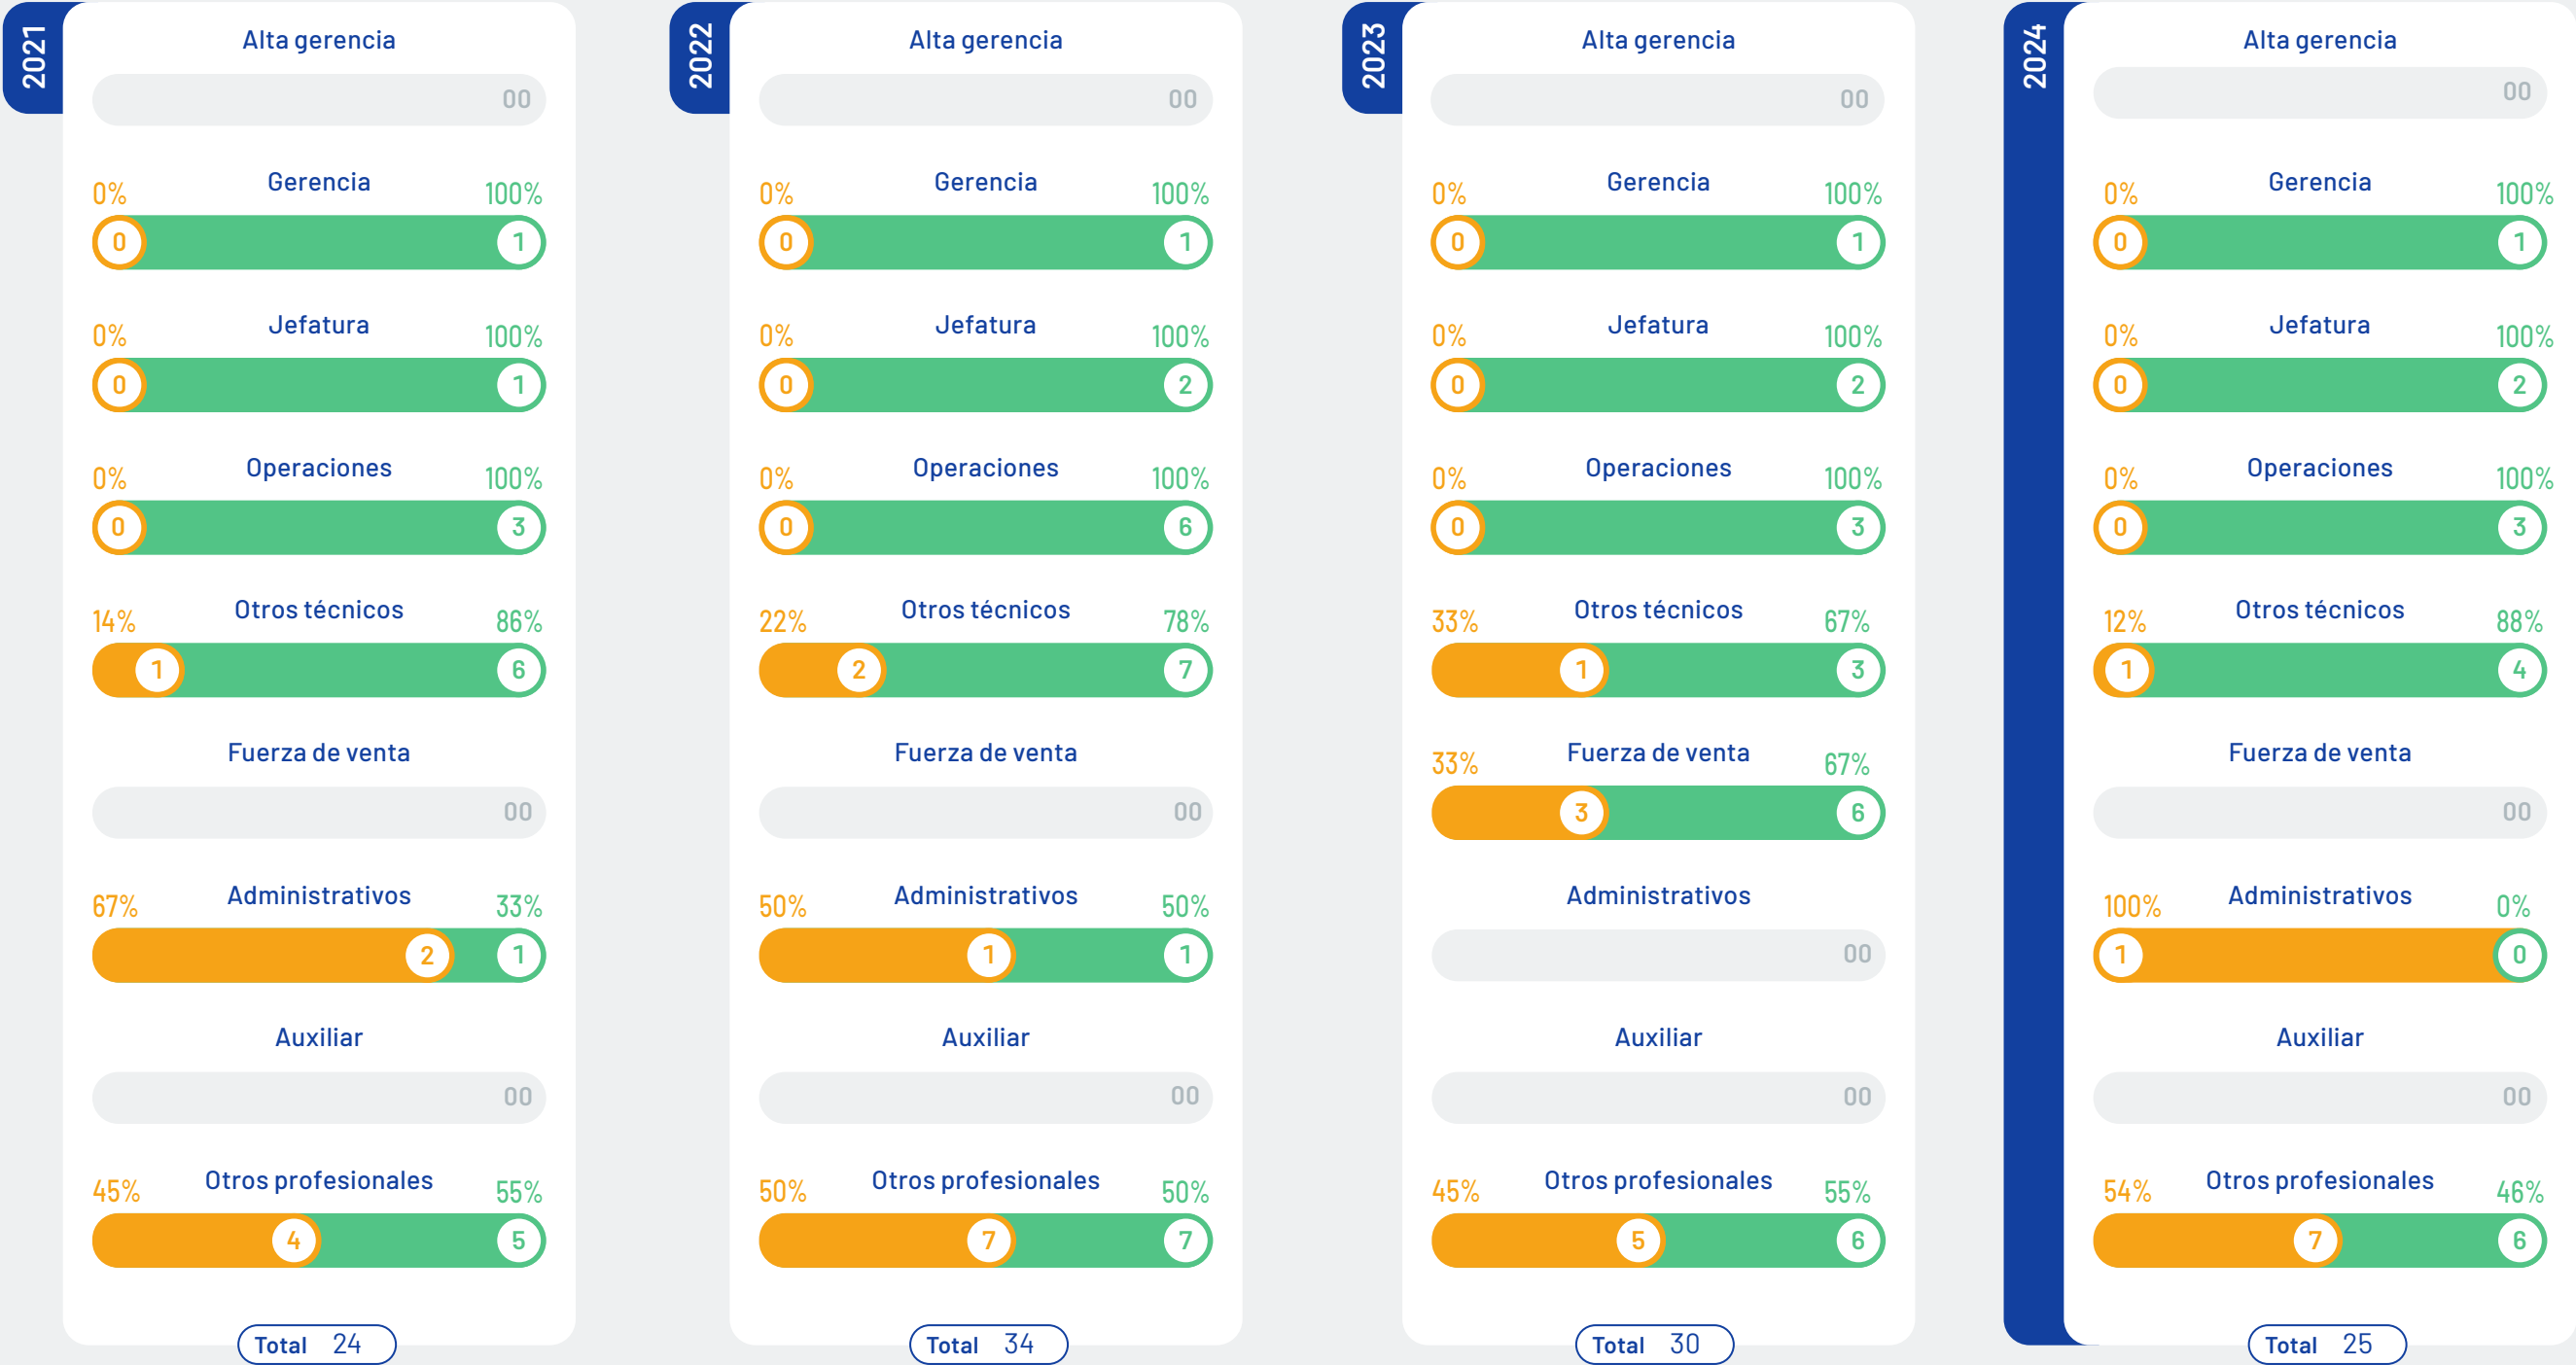 2021
Alta gerencia
00
Gerencia
0% 100%
0 1
Jefatura
0% 100%
0 1
Operaciones
0% 100%
0 3
Otros técnicos
14% 86%
1 6
Fuerza de venta
00
Administrativos
67% 33%
2 1
Auxiliar
00
Otros profesionales
45% 55%
4 5
Total 24
2022
Alta gerencia
00
Gerencia
0% 100%
0 1
Jefatura
0% 100%
0 2
Operaciones
0% 100%
0 6
Otros técnicos
22% 78%
2 7
Fuerza de venta
00
Administrativos
50% 50%
1 1
Auxiliar
00
Otros profesionales
50% 50%
7 7
Total 34
2023
Alta gerencia
00
Gerencia
0% 100%
0 1
Jefatura
0% 100%
0 2
Operaciones
0% 100%
0 3
Otros técnicos
33% 67%
1 3
Fuerza de venta
33% 67%
3 6
Administrativos
00
Auxiliar
00
Otros profesionales
45% 55%
5 6
Total 30
2024
Alta gerencia
00
Gerencia
0% 100%
0 1
Jefatura
0% 100%
0 2
Operaciones
0% 100%
0 3
Otros técnicos
12% 88%
1 4
Fuerza de venta
00
Administrativos
100% 0%
1 0
Auxiliar
00
Otros profesionales
54% 46%
7 6
Total 25